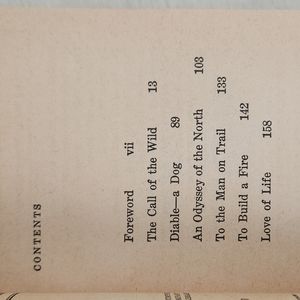 CONTENTS
Foreword vii
The Call of the Wild 13
Diable—a Dog 89
An Odyssey of the North 103
To the Man on Trail 133
To Build a Fire 142
Love of Life 158